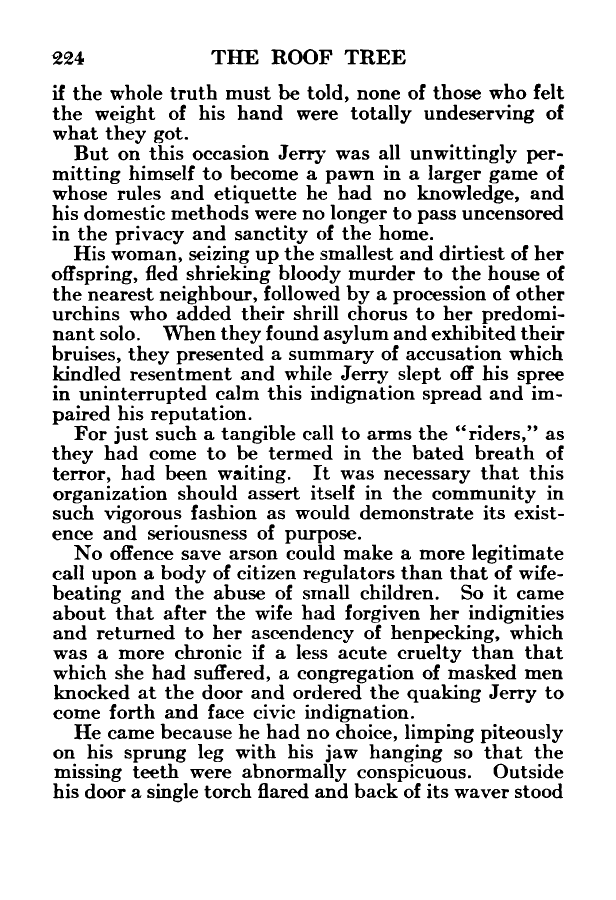 224 THE ROOF TREE
if the whole truth must be told, none of those who felt
the weight of his hand were totally undeserving of
what they got.
But on this occasion Jerry was all unwittingly per-
mitting himself to become a pawn in a larger game of
whose rules and etiquette he had no knowledge, and
his domestic methods were no longer to pass uncensored
in the privacy and sanctity of the home.
His woman, seizing up the smallest and dirtiest of her
offspring, fled shrieking bloody murder to the house of
the nearest neighbour, followed by a procession of other
urchins who added their shrill chorus to her predomi-
nant solo. When they found asylum and exhibited their
bruises, they presented a summary of accusation which
kindled resentment and while Jerry slept off his spree
in uninterrupted calm this indignation spread and im-
paired his reputation.
For just such a tangible call to arms the “riders,” as
they had come to be termed in the bated breath of
terror, had been waiting. It was necessary that this
organization should assert itself in the community in
such vigorous fashion as would demonstrate its exist-
ence and seriousness of purpose.
No offence save arson could make a more legitimate
call upon a body of citizen regulators than that of wife-
beating and the abuse of small children. So it came
about that after the wife had forgiven her indignities
and returned to her ascendency of henpecking, which
was a more chronic if a less acute cruelty than that
which she had suffered, a congregation of masked men
knocked at the door and ordered the quaking Jerry to
come forth and face civic indignation.
He came because he had no choice, limping piteously
on his sprung leg with his jaw hanging so that the
missing teeth were abnormally conspicuous. Outside
his door a single torch flared and back of its waver stood